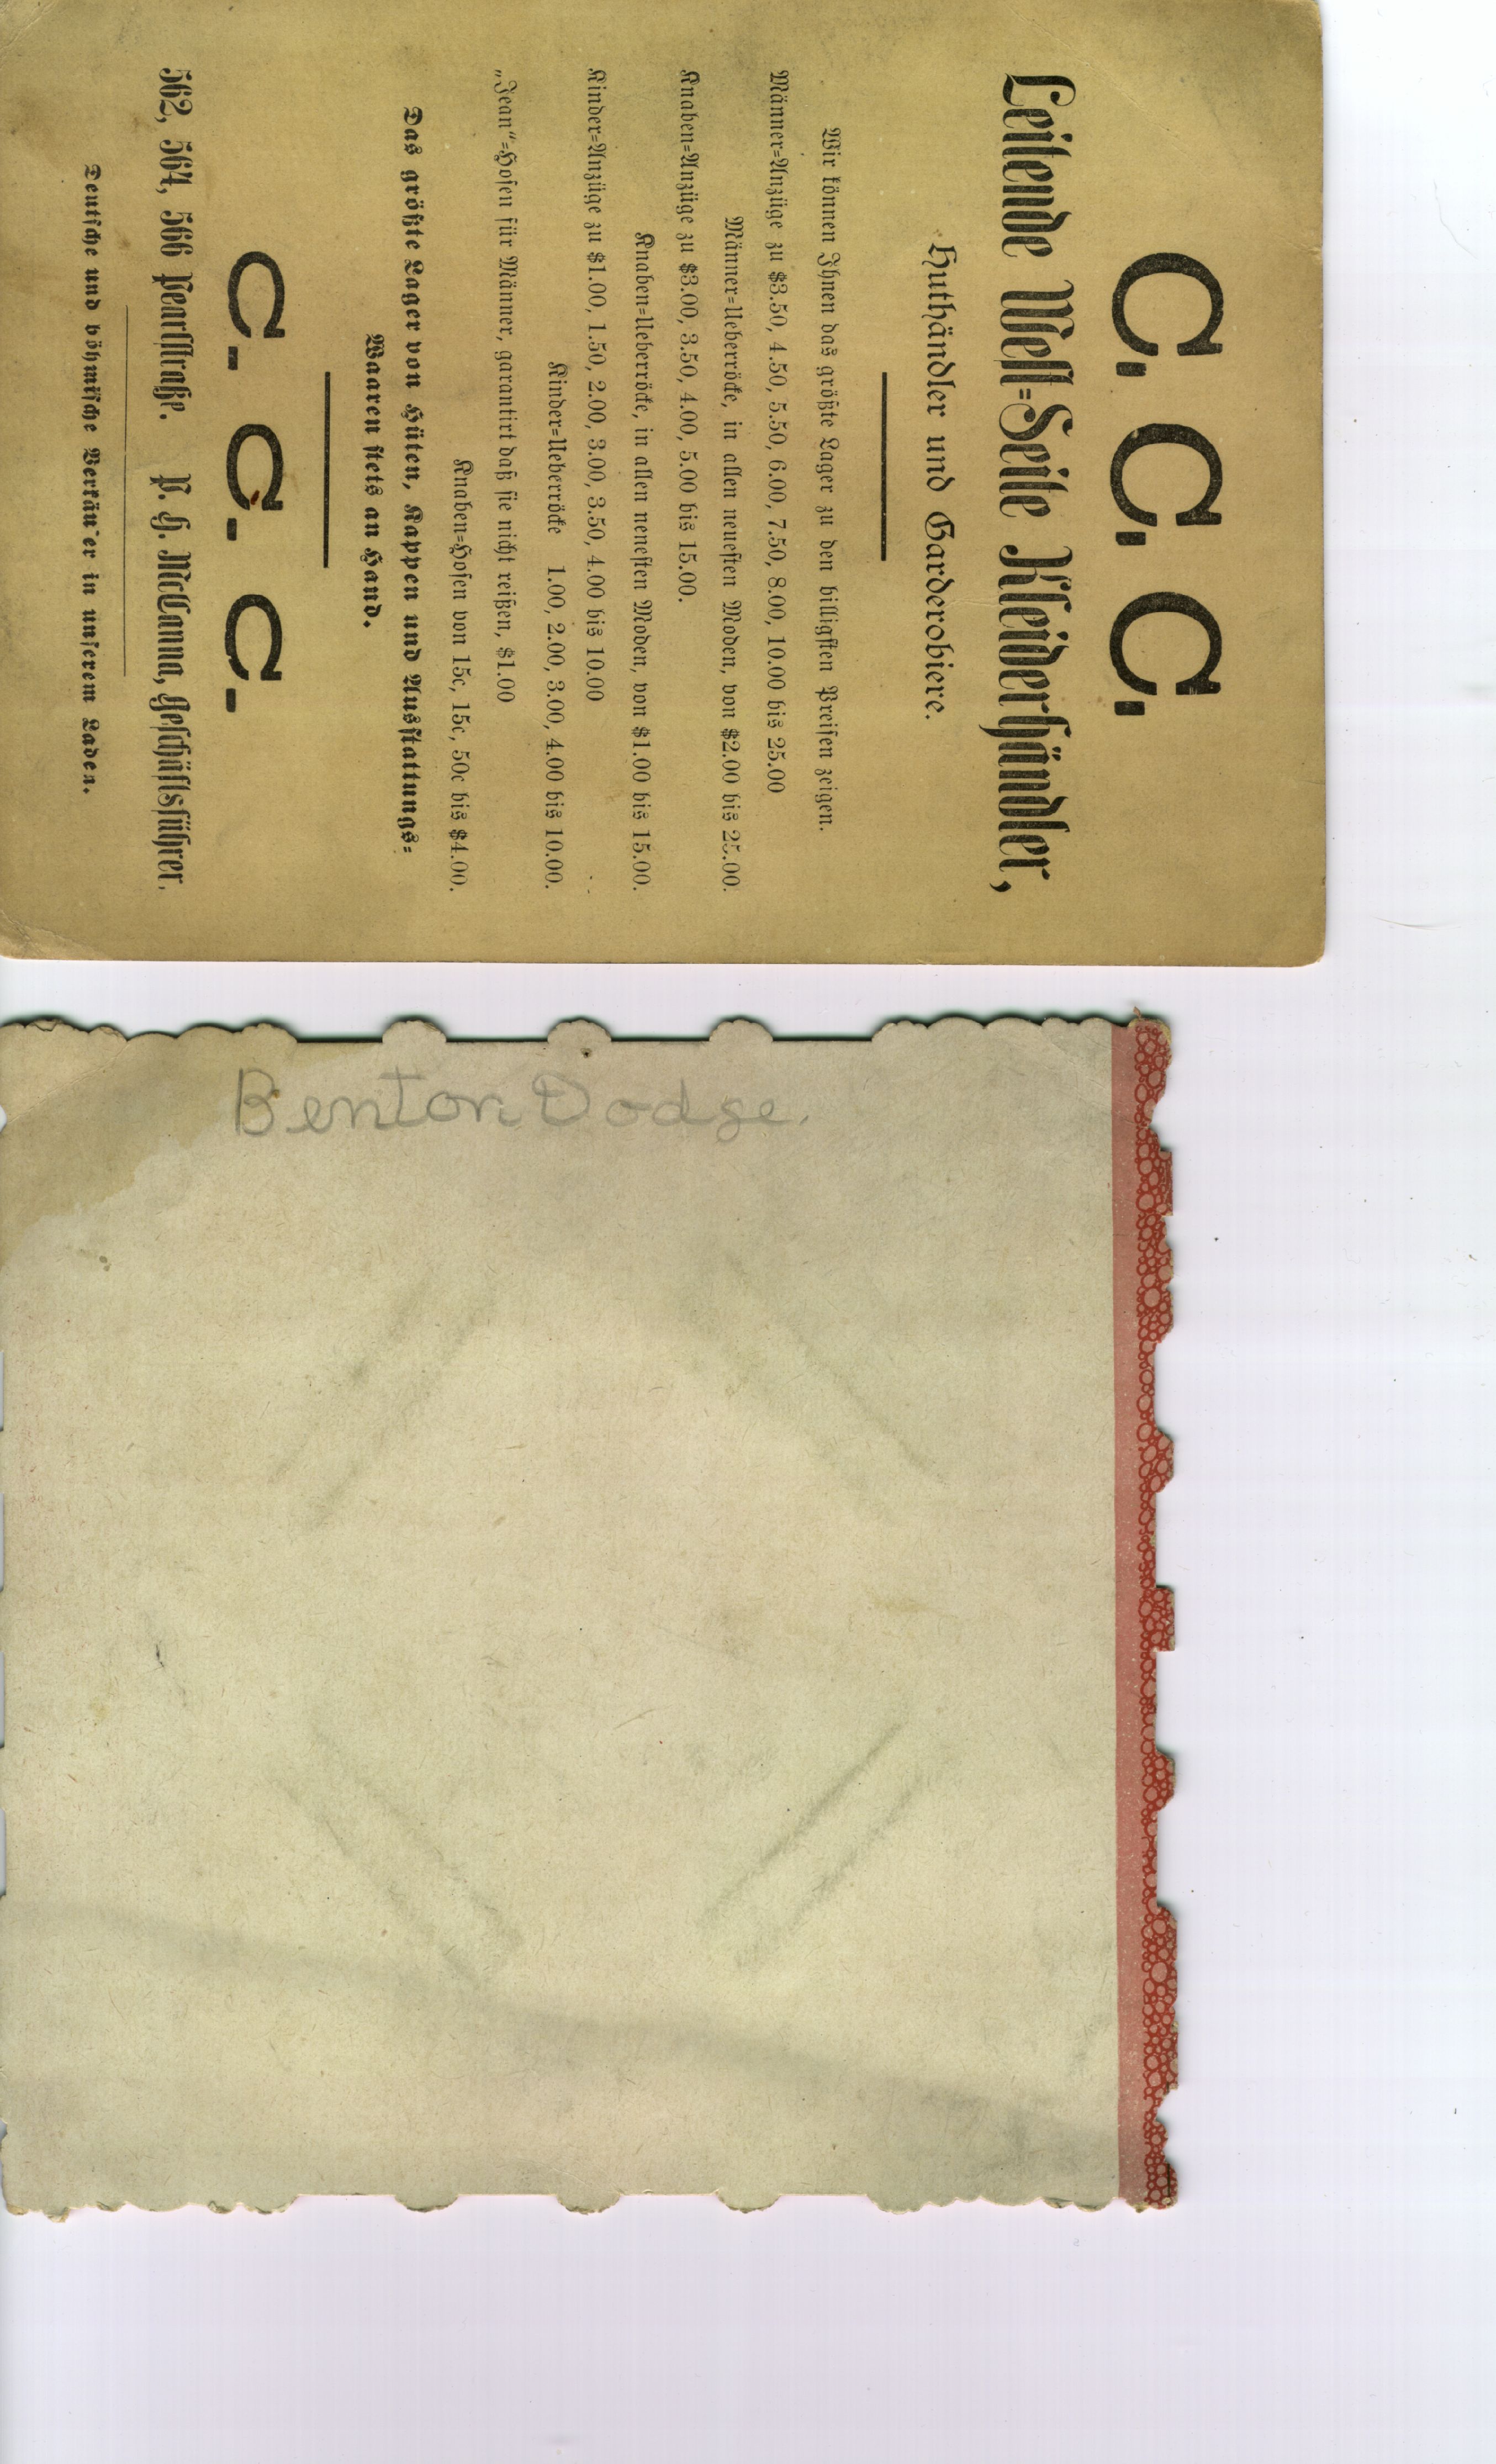 C. C. C.
Leitende West=Seite Kleiderhändler,
Huthändler und Garderobiere.
Wir können Ihnen das größte Lager zu den billigsten Preisen zeigen.
Männer=Anzüge zu $3.50, 4.50, 5.50, 6.00, 7.50, 8.00, 10.00 bis 25.00
Männer=Ueberröcke, in allen neuesten Moden, von $2.00 bis 25.00.
Knaben=Anzüge zu $3.00, 3.50, 4.00, 5.00 bis 15.00.
Knaben=Ueberröcke, in allen neuesten Moden, von $1.00 bis 15.00.
Kinder=Anzüge zu $1.00, 1.50, 2.00, 3.00, 3.50, 4.00 bis 10.00
Kinder=Ueberröcke 1.00, 2.00, 3.00, 4.00 bis 10.00.
„Jean“=Hosen für Männer, garantirt daß sie nicht reißen, $1.00
Knaben=Hosen von 15c, 15c, 50c bis $4.00.
Das größte Lager von Hüten, Kappen und Ausstattungs=
Waaren stets an Hand.
C. C. C.
562, 564, 566 Pearlstraße. P. H. McCanna, Geschäftsführer.
Deutsche und böhmische Verkäu'er in unserem Laden.
Benton Dodge.